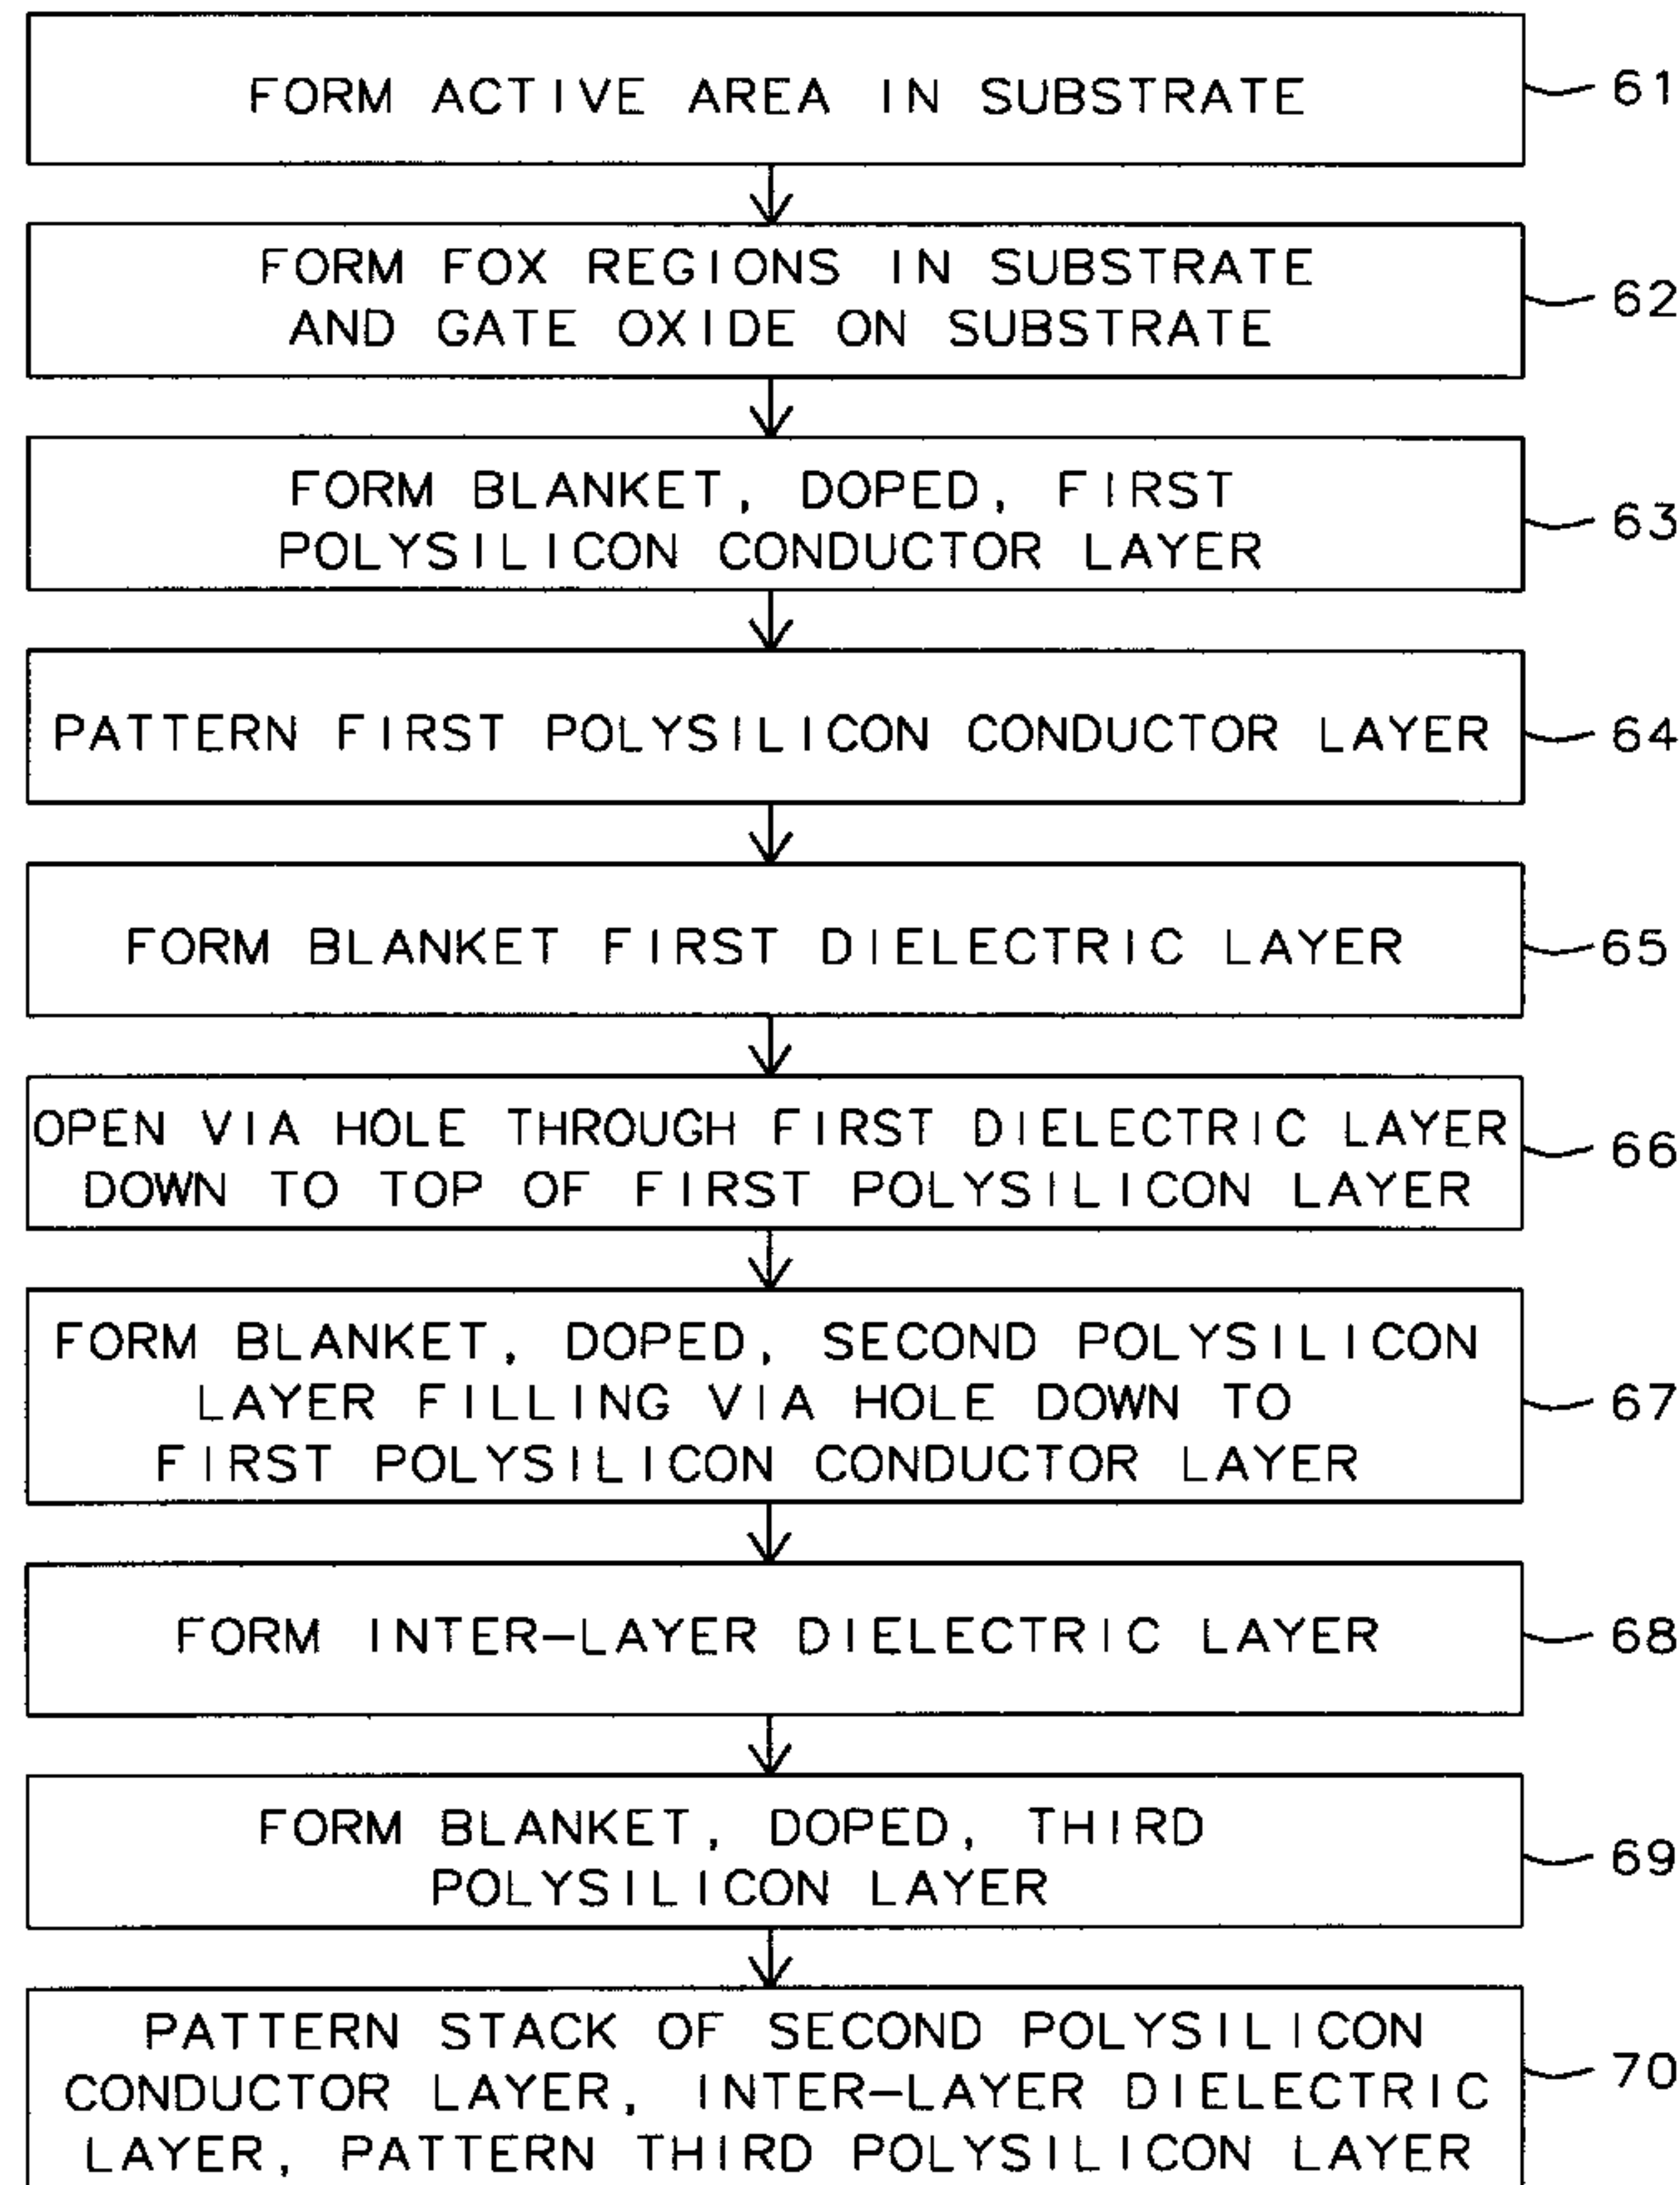 FORM ACTIVE AREA IN SUBSTRATE
61
FORM FOX REGIONS IN SUBSTRATE
AND GATE OXIDE ON SUBSTRATE
62
FORM BLANKET, DOPED, FIRST
POLYSILICON CONDUCTOR LAYER
63
PATTERN FIRST POLYSILICON CONDUCTOR LAYER
64
FORM BLANKET FIRST DIELECTRIC LAYER
65
OPEN VIA HOLE THROUGH FIRST DIELECTRIC LAYER
DOWN TO TOP OF FIRST POLYSILICON LAYER
66
FORM BLANKET, DOPED, SECOND POLYSILICON
LAYER FILLING VIA HOLE DOWN TO
FIRST POLYSILICON CONDUCTOR LAYER
67
FORM INTER-LAYER DIELECTRIC LAYER
68
FORM BLANKET, DOPED, THIRD
POLYSILICON LAYER
69
PATTERN STACK OF SECOND POLYSILICON
CONDUCTOR LAYER, INTER-LAYER DIELECTRIC
LAYER, PATTERN THIRD POLYSILICON LAYER
70